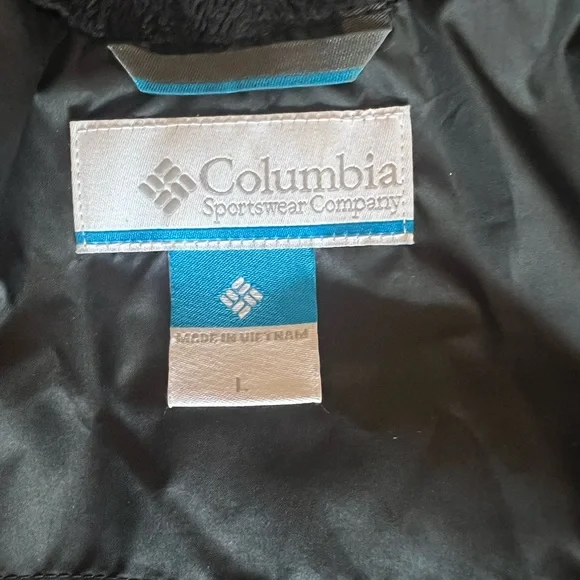 Columbia
Sportswear Company
MADE IN VIETNAM
L